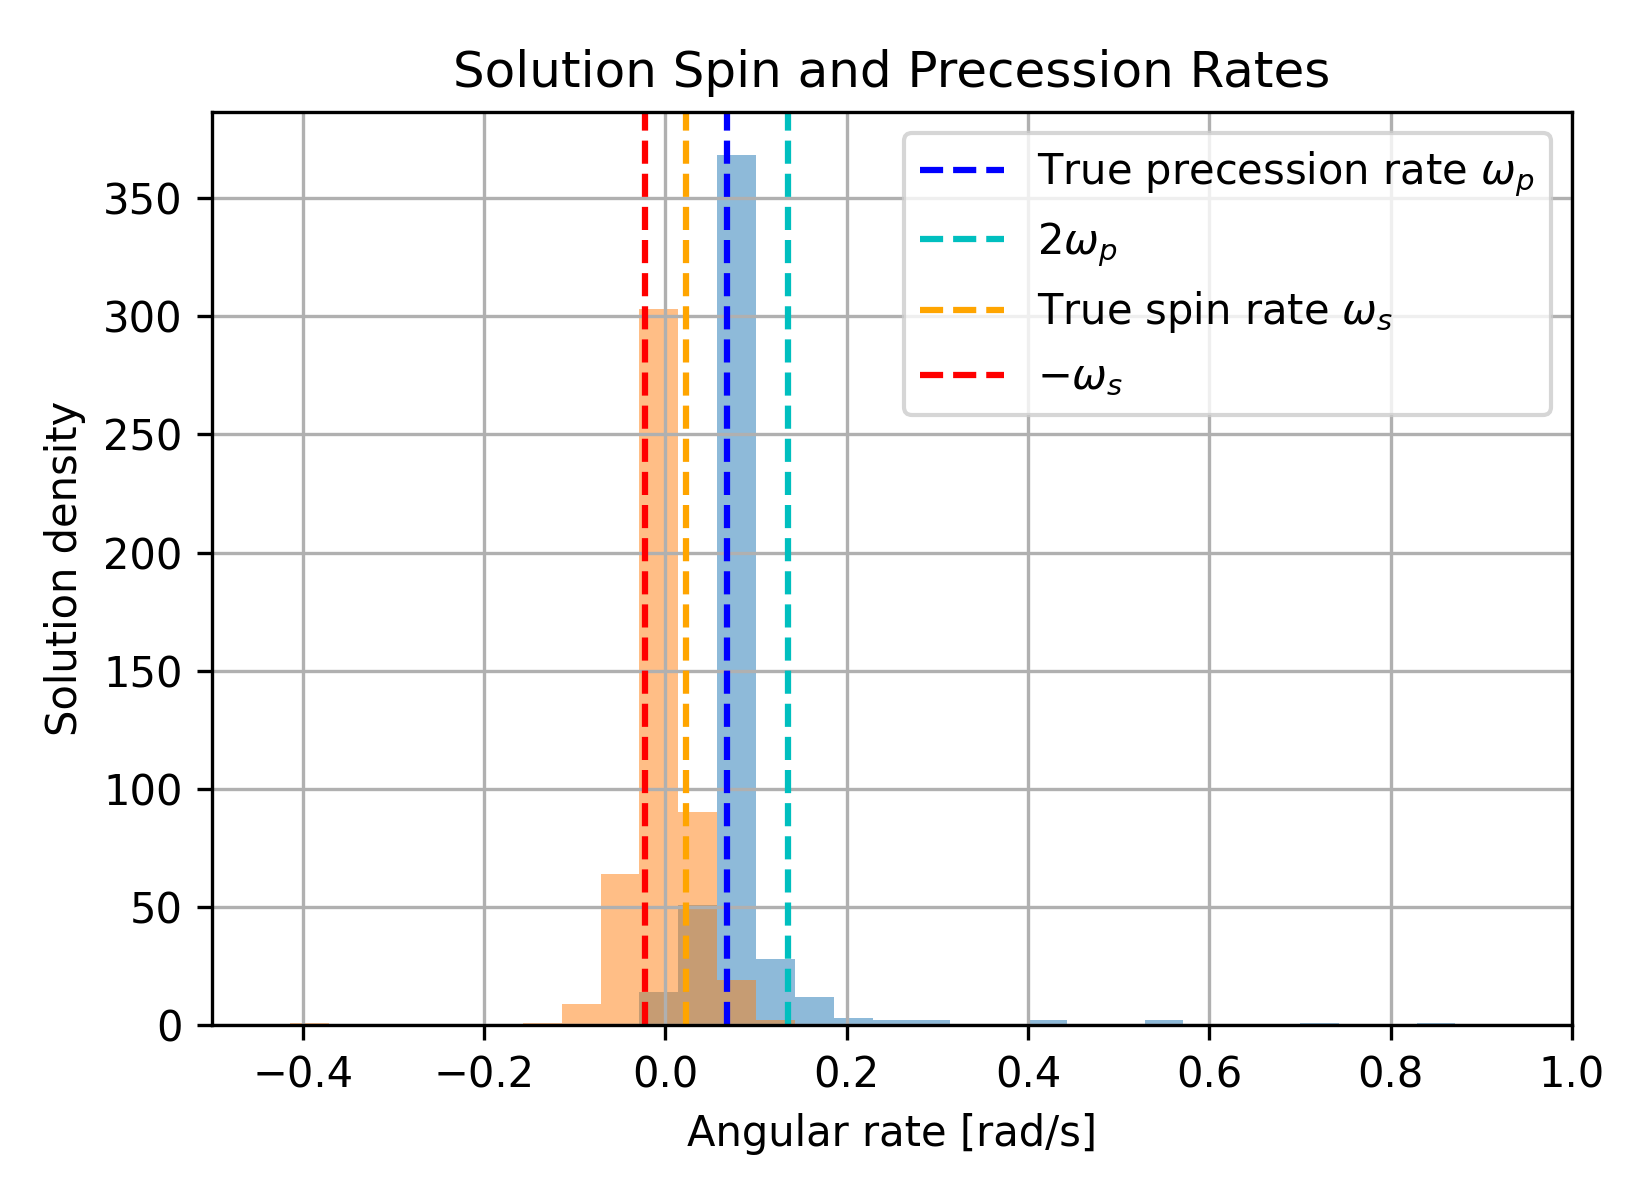 Solution Spin and Precession Rates
True precession rate ωₚ
2ωₚ
True spin rate ωₛ
−ωₛ
Solution density
350
300
250
200
150
100
50
0
−0.4 −0.2 0.0 0.2 0.4 0.6 0.8 1.0
Angular rate [rad/s]